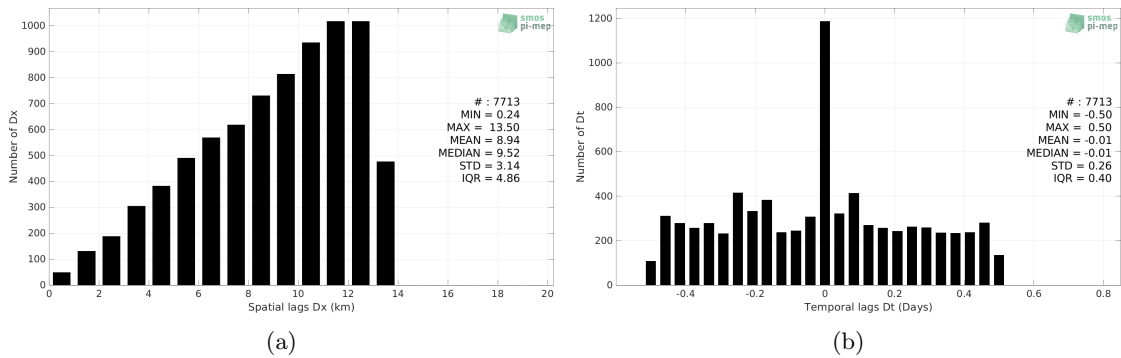 1000
900
800
700
600
500
400
300
200
100
0
Number of Dx
0 2 4 6 8 10 12 14 16 18 20
Spatial lags Dx (km)
smos
pi-mep
# : 7713
MIN = 0.24
MAX = 13.50
MEAN = 8.94
MEDIAN = 9.52
STD = 3.14
IQR = 4.86
(a)
1200
1000
800
600
400
200
0
Number of Dt
-0.4 -0.2 0 0.2 0.4 0.6 0.8
Temporal lags Dt (Days)
smos
pi-mep
# : 7713
MIN = -0.50
MAX = 0.50
MEAN = -0.01
MEDIAN = -0.01
STD = 0.26
IQR = 0.40
(b)